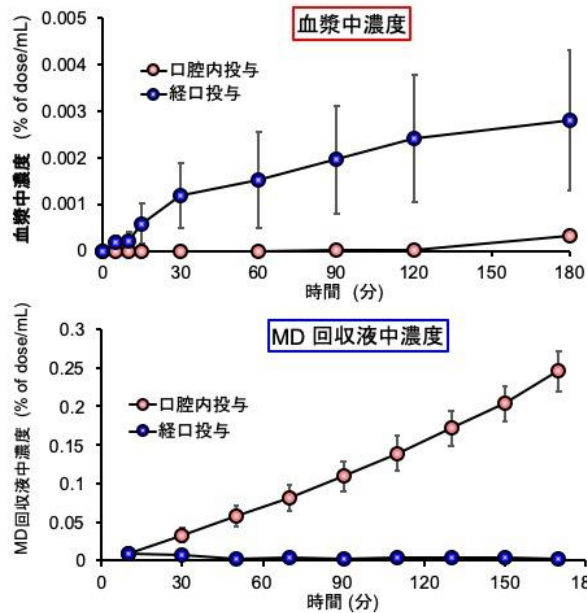 血漿中濃度
血漿中濃度 (% of dose/mL)
0.005
0.004
0.003
0.002
0.001
0
口腔内投与
経口投与
0 30 60 90 120 150 180
時間 (分)
MD 回収液中濃度
MD回収液中濃度 (% of dose/mL)
0.3
0.25
0.2
0.15
0.1
0.05
0
口腔内投与
経口投与
0 30 60 90 120 150
時間 (分)